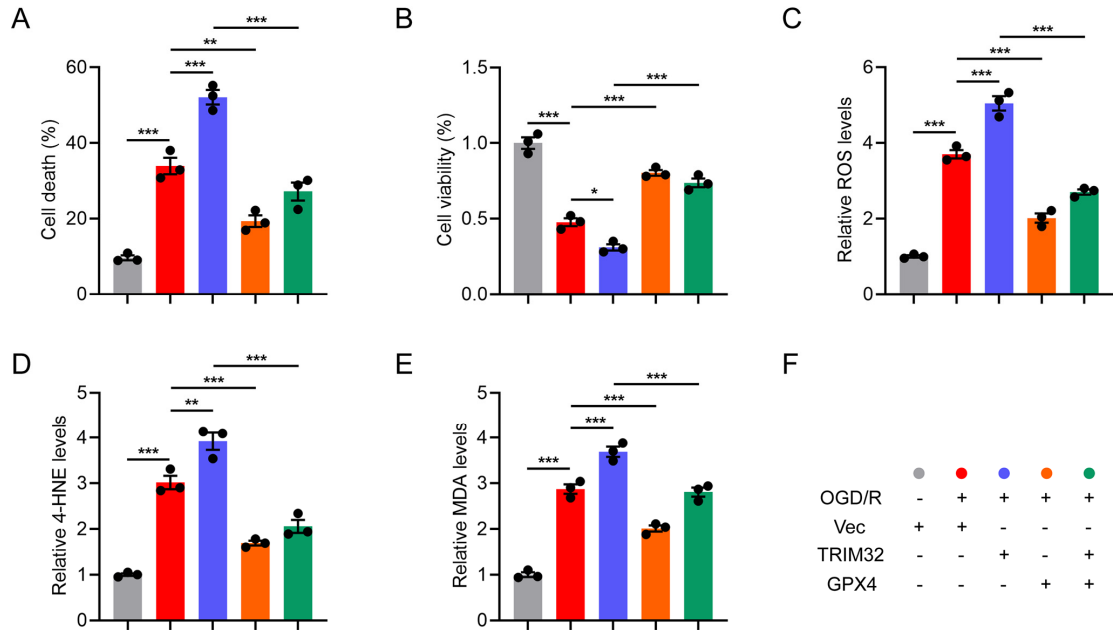 A
***
**
***
***
Cell death (%)
60
40
20
0
B
***
***
***
*
Cell viability (%)
1.5
1.0
0.5
0.0
C
***
***
***
***
Relative ROS levels
6
4
2
0
D
***
***
**
***
Relative 4-HNE levels
5
4
3
2
1
0
E
***
***
***
***
Relative MDA levels
5
4
3
2
1
0
F
OGD/R - + + + +
Vec + + - - -
TRIM32 - - + - +
GPX4 - - - + +